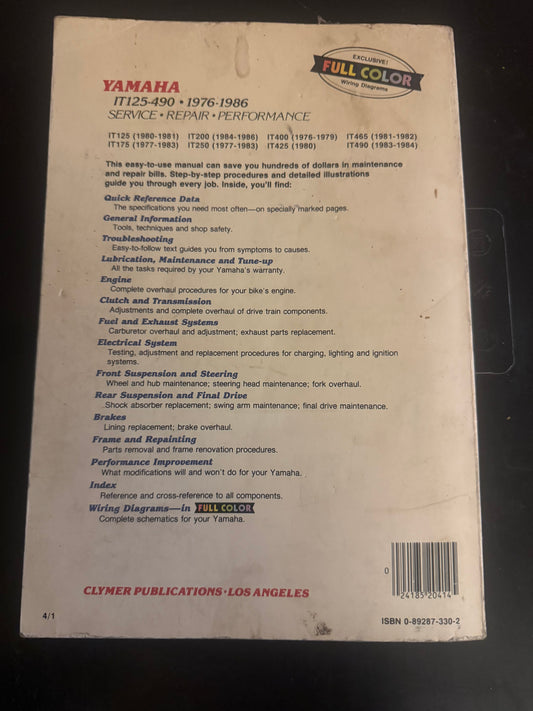 EXCLUSIVE!
FULL COLOR
Wiring Diagrams
YAMAHA
IT125-490 • 1976-1986
SERVICE • REPAIR • PERFORMANCE
IT125 (1980-1981) IT200 (1984-1986) IT400 (1976-1979) IT465 (1981-1982)
IT175 (1977-1983) IT250 (1977-1983) IT425 (1980) IT490 (1983-1984)
This easy-to-use manual can save you hundreds of dollars in maintenance
and repair bills. Step-by-step procedures and detailed illustrations
guide you through every job. Inside, you'll find:
Quick Reference Data
The specifications you need most often—on specially marked pages.
General Information
Tools, techniques and shop safety.
Troubleshooting
Easy-to-follow text guides you from symptoms to causes.
Lubrication, Maintenance and Tune-up
All the tasks required by your Yamaha's warranty.
Engine
Complete overhaul procedures for your bike's engine.
Clutch and Transmission
Adjustments and complete overhaul of drive train components.
Fuel and Exhaust Systems
Carburetor overhaul and adjustment; exhaust parts replacement.
Electrical System
Testing, adjustment and replacement procedures for charging, lighting and ignition
systems.
Front Suspension and Steering
Wheel and hub maintenance; steering head maintenance; fork overhaul.
Rear Suspension and Final Drive
Shock absorber replacement; swing arm maintenance; final drive maintenance.
Brakes
Lining replacement; brake overhaul.
Frame and Repainting
Parts removal and frame renovation procedures.
Performance Improvement
What modifications will and won't do for your Yamaha.
Index
Reference and cross-reference to all components.
Wiring Diagrams—in FULL COLOR
Complete schematics for your Yamaha.
CLYMER PUBLICATIONS • LOS ANGELES
0
24185 20414
4/1
ISBN 0-89287-330-2